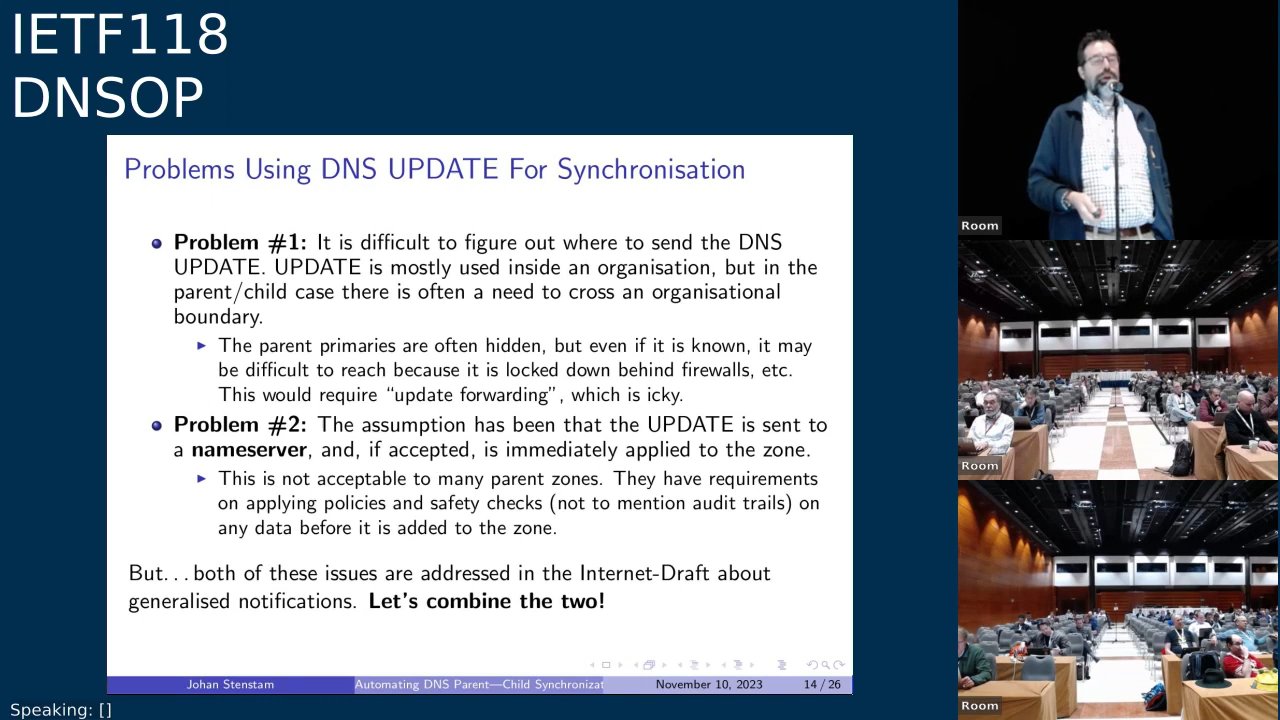 IETF118
DNSOP
Problems Using DNS UPDATE For Synchronisation
Problem #1: It is difficult to figure out where to send the DNS
UPDATE. UPDATE is mostly used inside an organisation, but in the
parent/child case there is often a need to cross an organisational
boundary.
The parent primaries are often hidden, but even if it is known, it may
be difficult to reach because it is locked down behind firewalls, etc.
This would require “update forwarding”, which is icky.
Problem #2: The assumption has been that the UPDATE is sent to
a nameserver, and, if accepted, is immediately applied to the zone.
This is not acceptable to many parent zones. They have requirements
on applying policies and safety checks (not to mention audit trails) on
any data before it is added to the zone.
But...both of these issues are addressed in the Internet-Draft about
generalised notifications. Let’s combine the two!
Johan Stenstam
Automating DNS Parent—Child Synchronizat
November 10, 2023
14 / 26
Room
Room
Room
Speaking: []